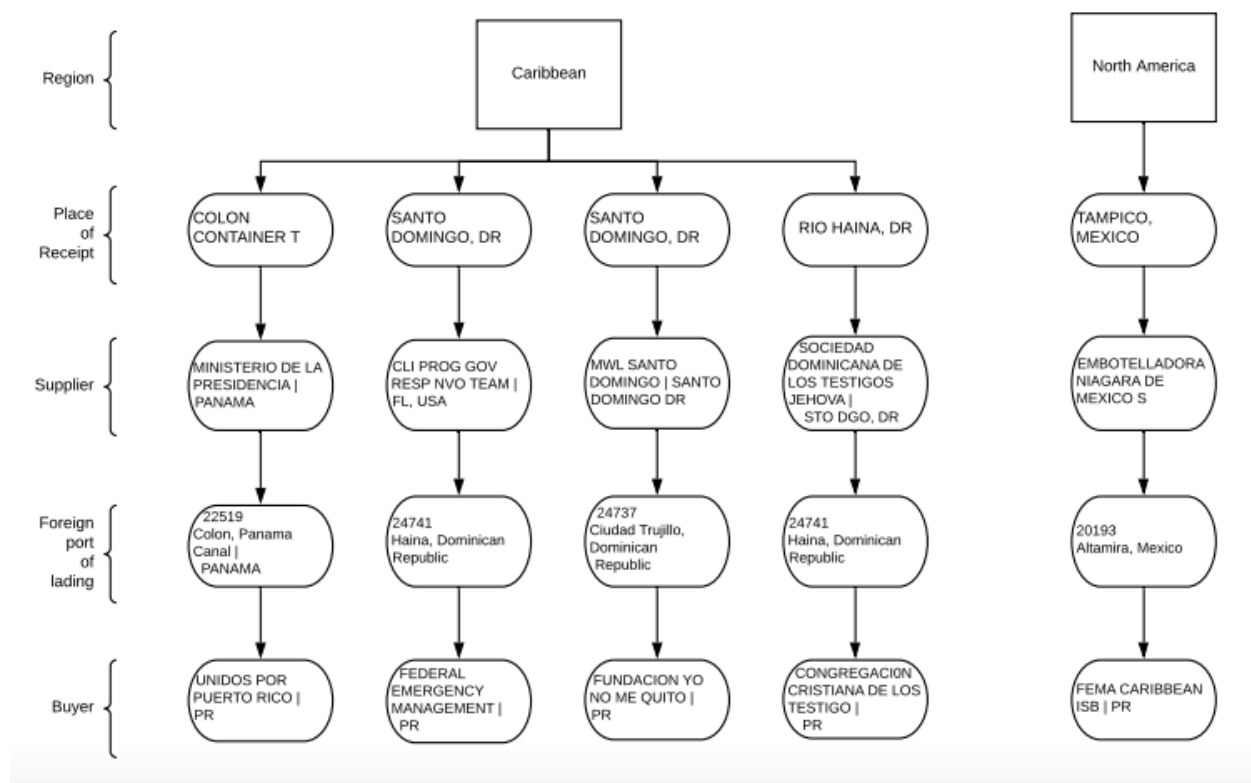 Region
Caribbean
North America
Place
of
Receipt
COLON
CONTAINER T
SANTO
DOMINGO, DR
SANTO
DOMINGO, DR
RIO HAINA, DR
TAMPICO,
MEXICO
Supplier
MINISTERIO DE LA
PRESIDENCIA |
PANAMA
CLI PROG GOV
RESP NVO TEAM |
FL, USA
MWL SANTO
DOMINGO | SANTO
DOMINGO DR
SOCIEDAD
DOMINICANA DE
LOS TESTIGOS
JEHOVA |
STO DGO, DR
EMBOTELLADORA
NIAGARA DE
MEXICO S
Foreign
port
of
lading
22519
Colon, Panama
Canal |
PANAMA
24741
Haina, Dominican
Republic
24737
Ciudad Trujillo,
Dominican
Republic
24741
Haina, Dominican
Republic
20193
Altamira, Mexico
Buyer
UNIDOS POR
PUERTO RICO |
PR
FEDERAL
EMERGENCY
MANAGEMENT |
PR
FUNDACION YO
NO ME QUITO |
PR
CONGREGACI0N
CRISTIANA DE LOS
TESTIGO |
PR
FEMA CARIBBEAN
ISB | PR